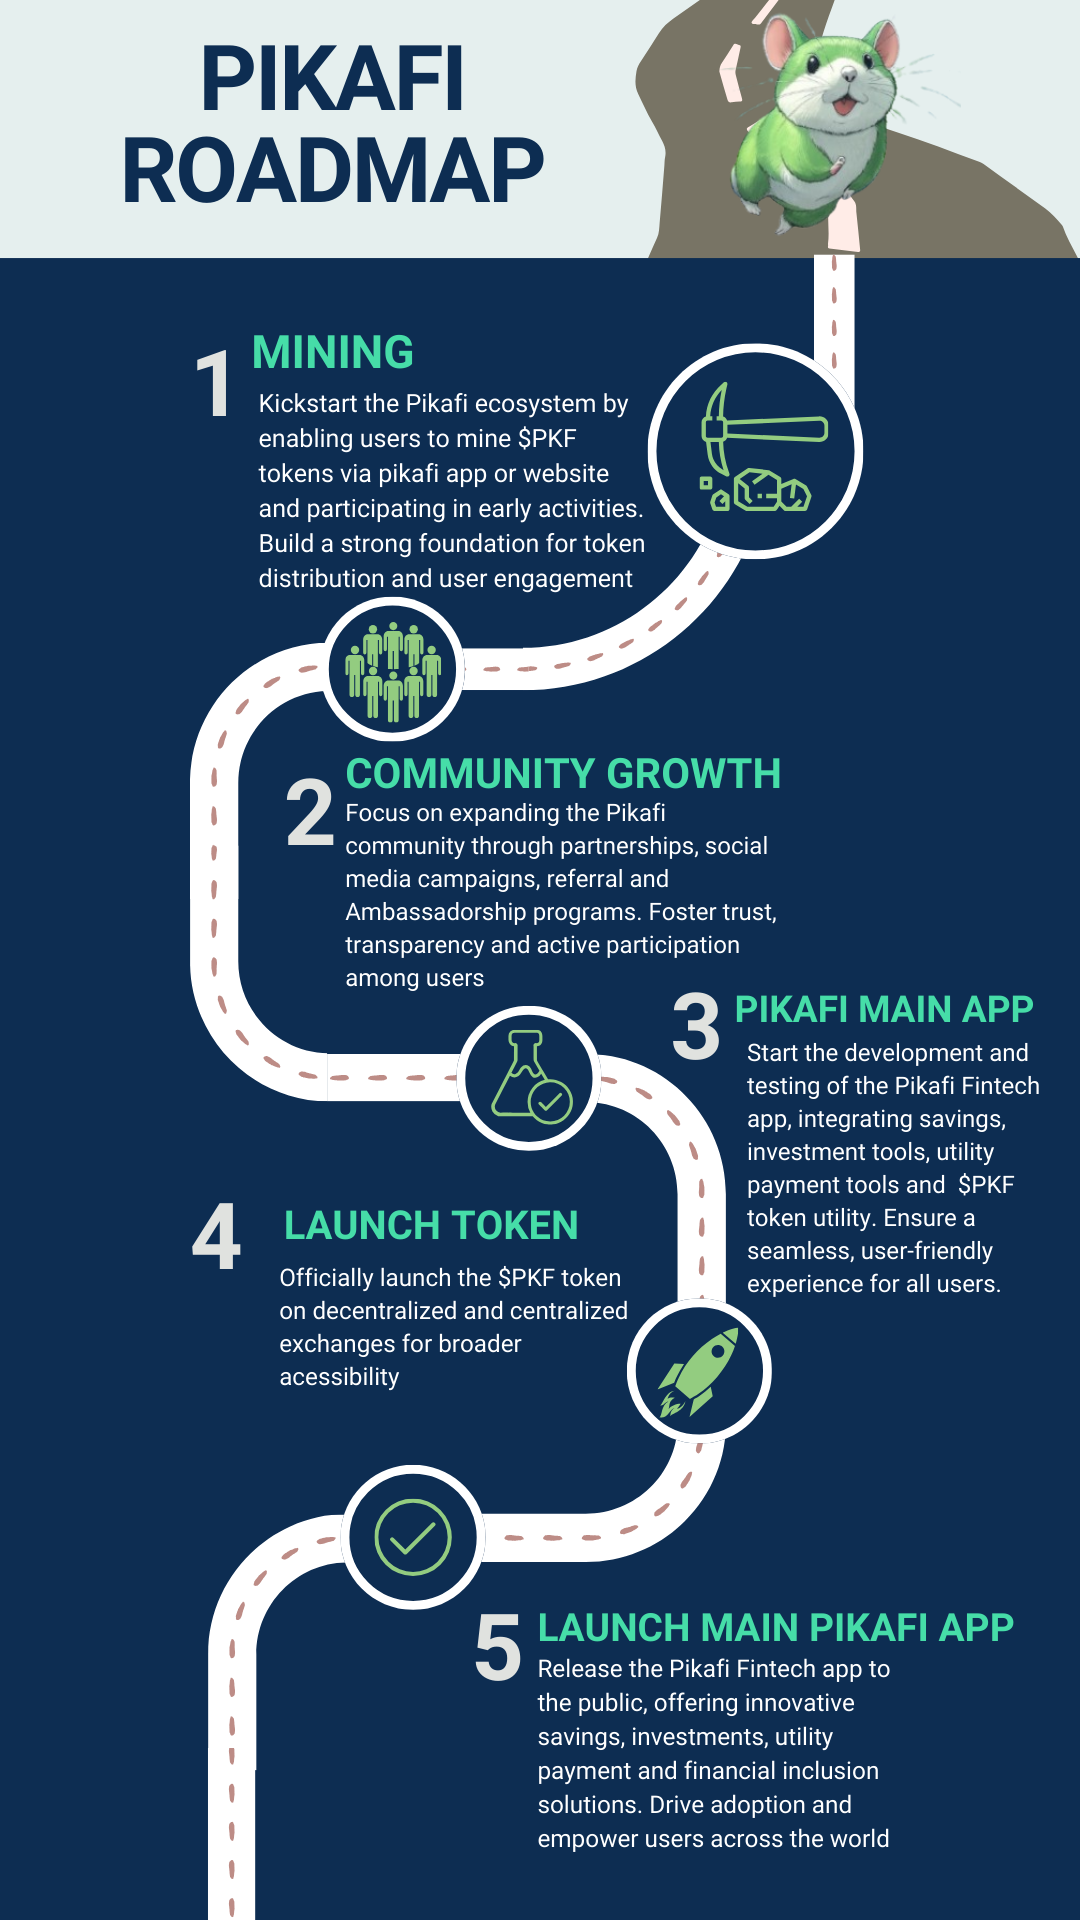 PIKAFI
ROADMAP
1
MINING
Kickstart the Pikafi ecosystem by
enabling users to mine $PKF
tokens via pikafi app or website
and participating in early activities.
Build a strong foundation for token
distribution and user engagement
2
COMMUNITY GROWTH
Focus on expanding the Pikafi
community through partnerships, social
media campaigns, referral and
Ambassadorship programs. Foster trust,
transparency and active participation
among users
3
PIKAFI MAIN APP
Start the development and
testing of the Pikafi Fintech
app, integrating savings,
investment tools, utility
payment tools and  $PKF
token utility. Ensure a
seamless, user-friendly
experience for all users.
4
LAUNCH TOKEN
Officially launch the $PKF token
on decentralized and centralized
exchanges for broader
acessibility
5
LAUNCH MAIN PIKAFI APP
Release the Pikafi Fintech app to
the public, offering innovative
savings, investments, utility
payment and financial inclusion
solutions. Drive adoption and
empower users across the world